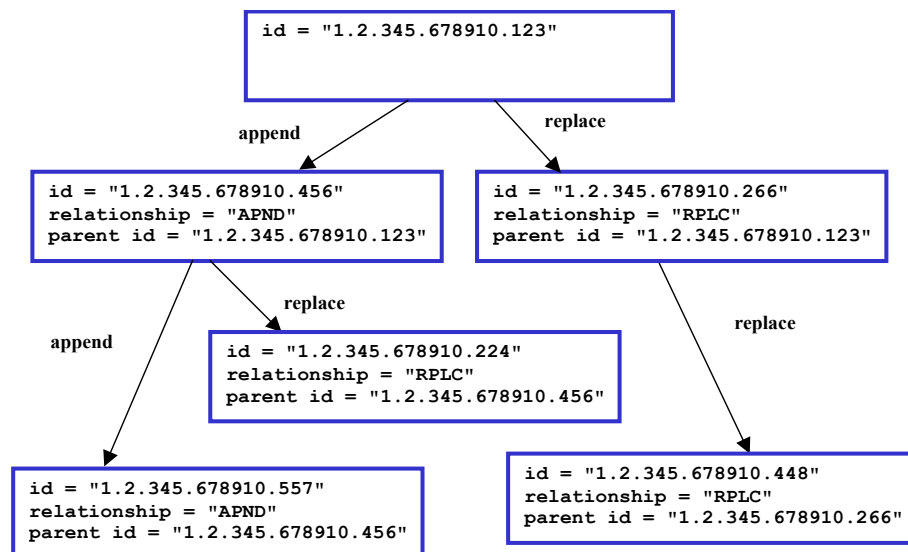 id = "1.2.345.678910.123"
append
replace
id = "1.2.345.678910.456"
relationship = "APND"
parent id = "1.2.345.678910.123"
id = "1.2.345.678910.266"
relationship = "RPLC"
parent id = "1.2.345.678910.123"
append
replace
replace
id = "1.2.345.678910.224"
relationship = "RPLC"
parent id = "1.2.345.678910.456"
id = "1.2.345.678910.557"
relationship = "APND"
parent id = "1.2.345.678910.456"
id = "1.2.345.678910.448"
relationship = "RPLC"
parent id = "1.2.345.678910.266"